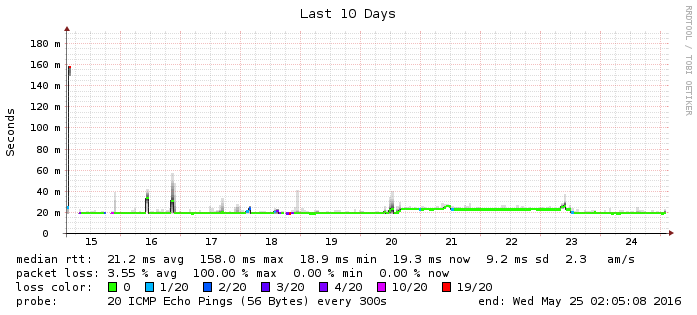 Last 10 Days
RRDTOOL / TOBI OETIKER
Seconds
180 m
160 m
140 m
120 m
100 m
80 m
60 m
40 m
20 m
0
15 16 17 18 19 20 21 22 23 24
median rtt: 21.2 ms avg 158.0 ms max 18.9 ms min 19.3 ms now 9.2 ms sd 2.3 am/s
packet loss: 3.55 % avg 100.00 % max 0.00 % min 0.00 % now
loss color: 0 1/20 2/20 3/20 4/20 10/20 19/20
probe: 20 ICMP Echo Pings (56 Bytes) every 300s end: Wed May 25 02:05:08 2016